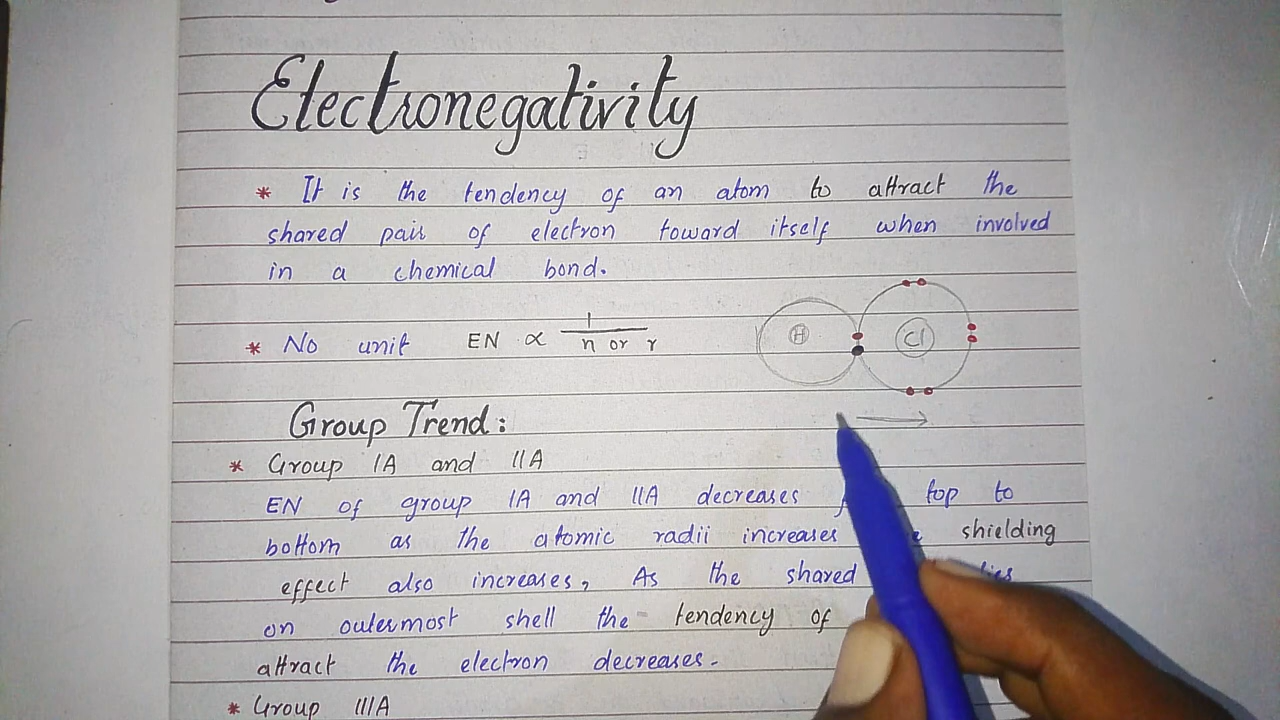 Electronegativity
* It is the tendency of an atom to attract the
shared pair of electron toward itself when involved
in a chemical bond.
* No unit EN ∝ 1 / n or r
H Cl
Group Trend:
* Group IA and IIA
EN of group IA and IIA decreases top to
bottom as the atomic radii increases shielding
effect also increases, As the shared
on outermost shell the tendency of
attract the electron decreases.
* Group IIIA